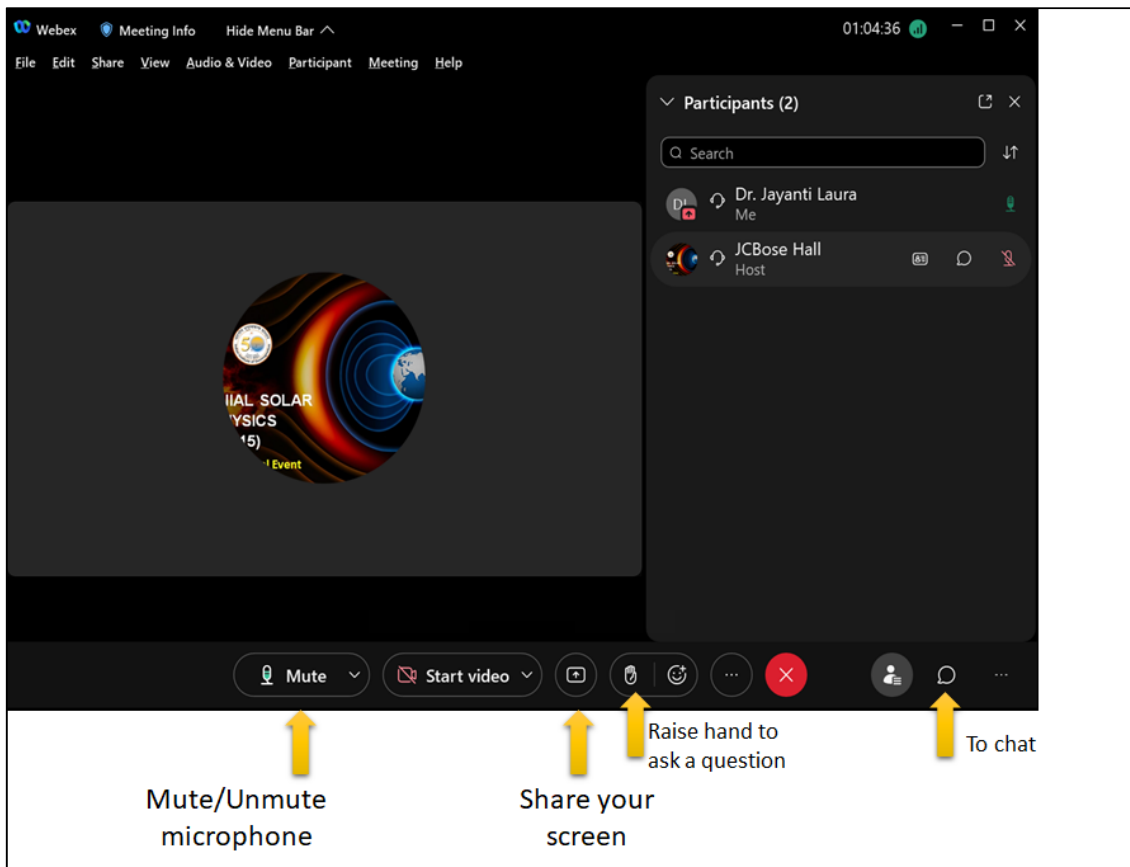 Webex Meeting Info Hide Menu Bar 01:04:36
File Edit Share View Audio & Video Participant Meeting Help
Participants (2)
Search
DL Dr. Jayanti Laura
Me
JCBose Hall
Host
50
IIAL SOLAR
YSICS
15)
l Event
Mute Start video
Raise hand to
ask a question
To chat
Mute/Unmute
microphone
Share your
screen